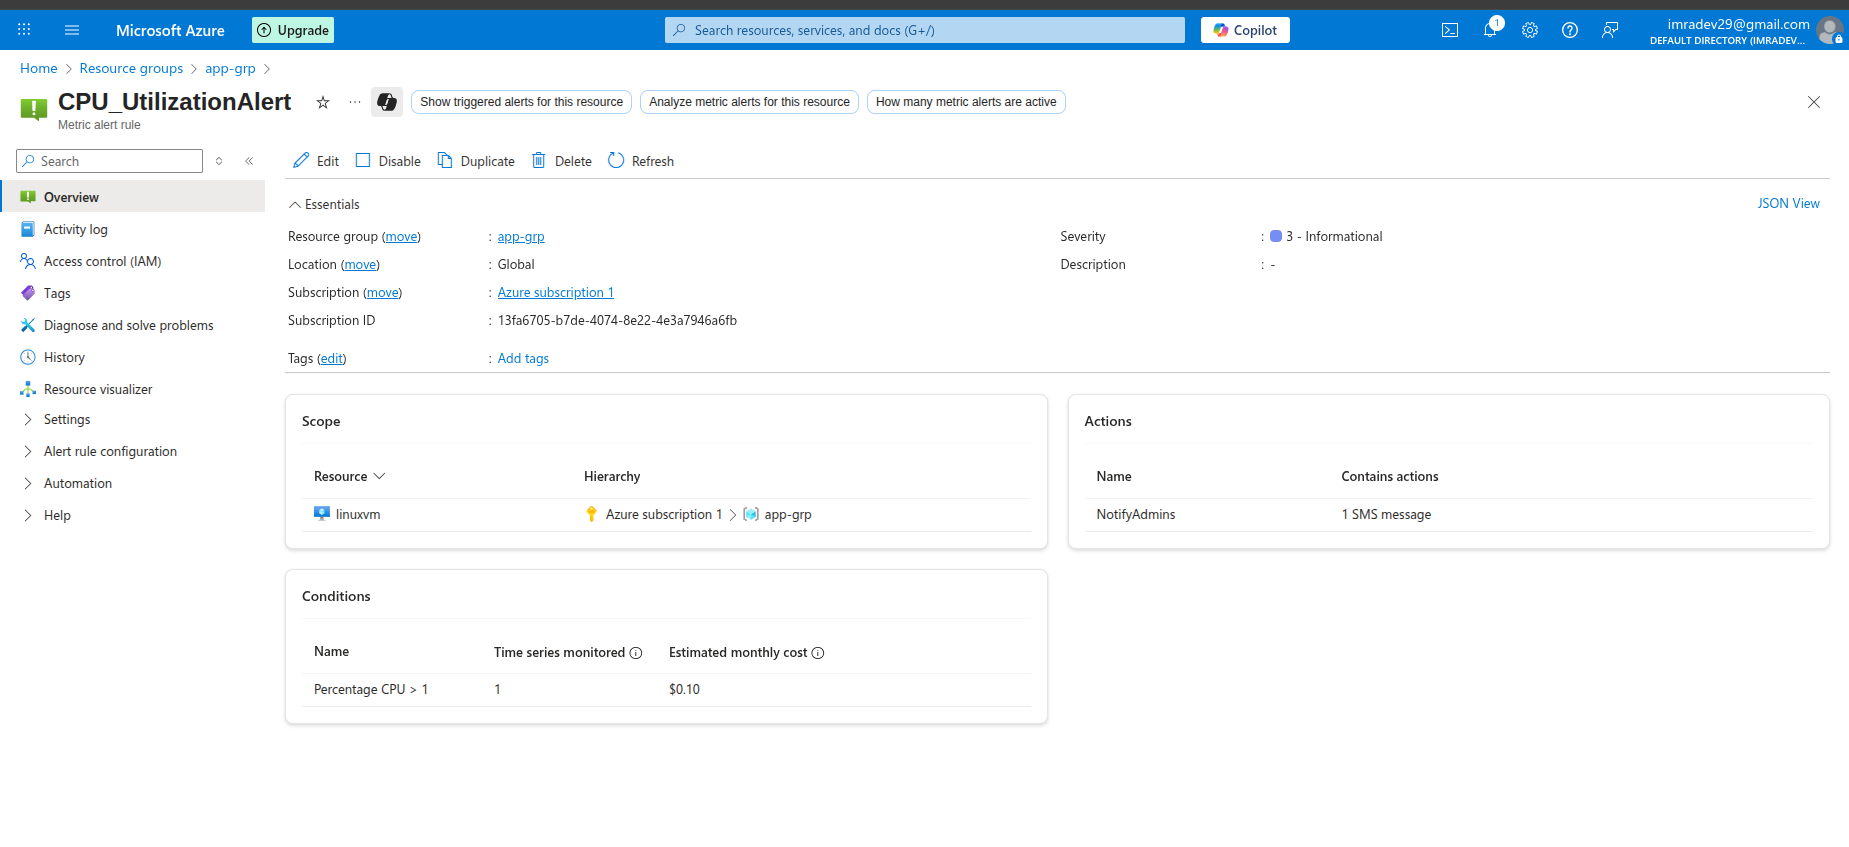 Microsoft Azure
Upgrade
Search resources, services, and docs (G+/)
Copilot
1
imradev29@gmail.com
DEFAULT DIRECTORY (IMRADEV...
Home > Resource groups > app-grp >
CPU_UtilizationAlert
Metric alert rule
Show triggered alerts for this resource
Analyze metric alerts for this resource
How many metric alerts are active
Search
Overview
Activity log
Access control (IAM)
Tags
Diagnose and solve problems
History
Resource visualizer
Settings
Alert rule configuration
Automation
Help
Edit Disable Duplicate Delete Refresh
Essentials
JSON View
Resource group (move) : app-grp
Location (move) : Global
Subscription (move) : Azure subscription 1
Subscription ID : 13fa6705-b7de-4074-8e22-4e3a7946a6fb
Tags (edit) : Add tags
Severity : 3 - Informational
Description : -
Scope
Resource Hierarchy
linuxvm Azure subscription 1 > app-grp
Actions
Name Contains actions
NotifyAdmins 1 SMS message
Conditions
Name Time series monitored Estimated monthly cost
Percentage CPU > 1 1 $0.10